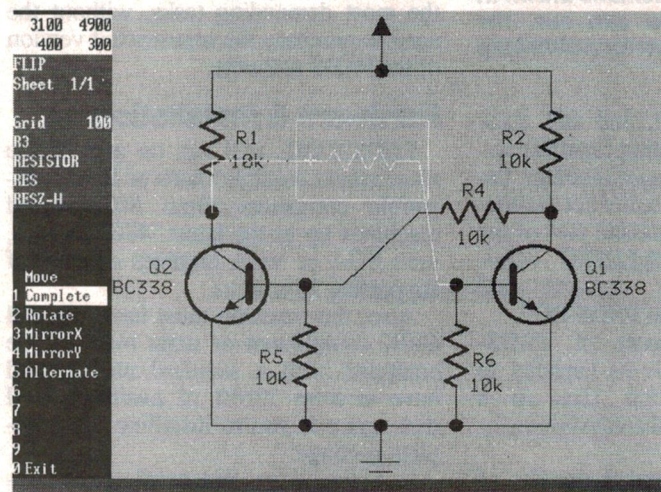 3100 4900
400 300
FLIP
Sheet 1/1
Grid 100
R3
RESISTOR
RES
RESZ-H
Move
1 Complete
2 Rotate
3 MirrorX
4 MirrorY
5 Alternate
6
7
8
9
0 Exit
R1
10k
R2
10k
R4
10k
Q2
BC338
Q1
BC338
R5
10k
R6
10k